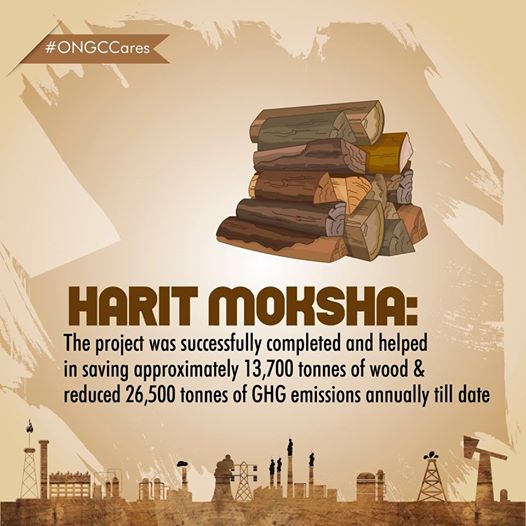 #ONGCCares
HARIT MOKSHA:
The project was successfully completed and helped
in saving approximately 13,700 tonnes of wood &
reduced 26,500 tonnes of GHG emissions annually till date